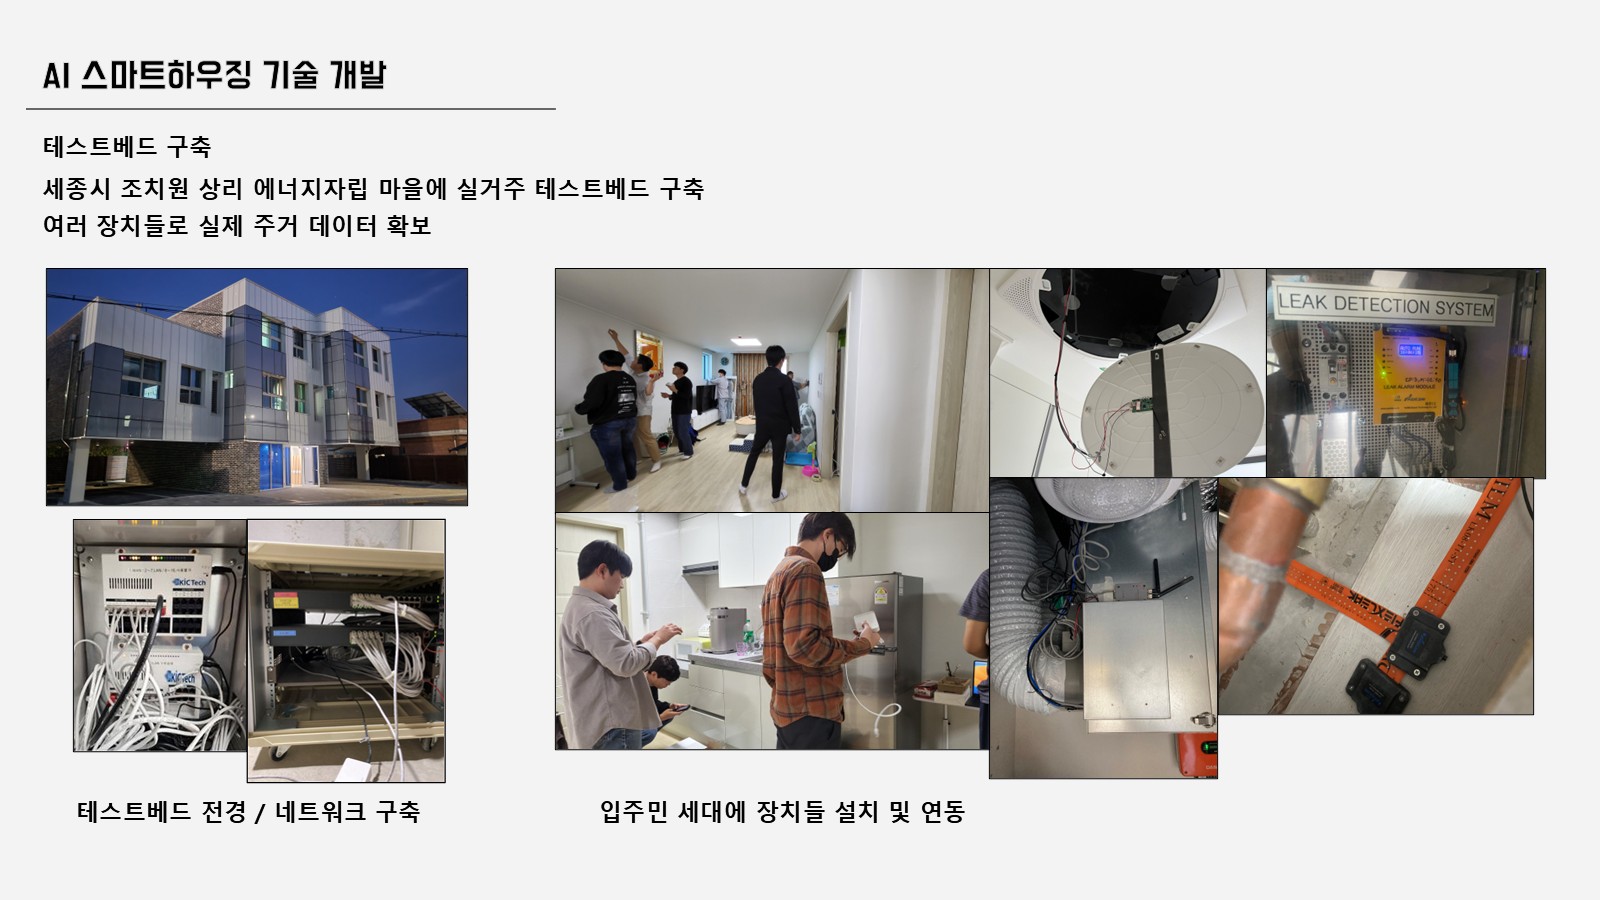 AI 스마트하우징 기술 개발
테스트베드 구축
세종시 조치원 상리 에너지자립 마을에 실거주 테스트베드 구축
여러 장치들로 실제 주거 데이터 확보
LEAK DETECTION SYSTEM
LEAK ALARM MODULE
KICTech
KICTech
테스트베드 전경 / 네트워크 구축
입주민 세대에 장치들 설치 및 연동